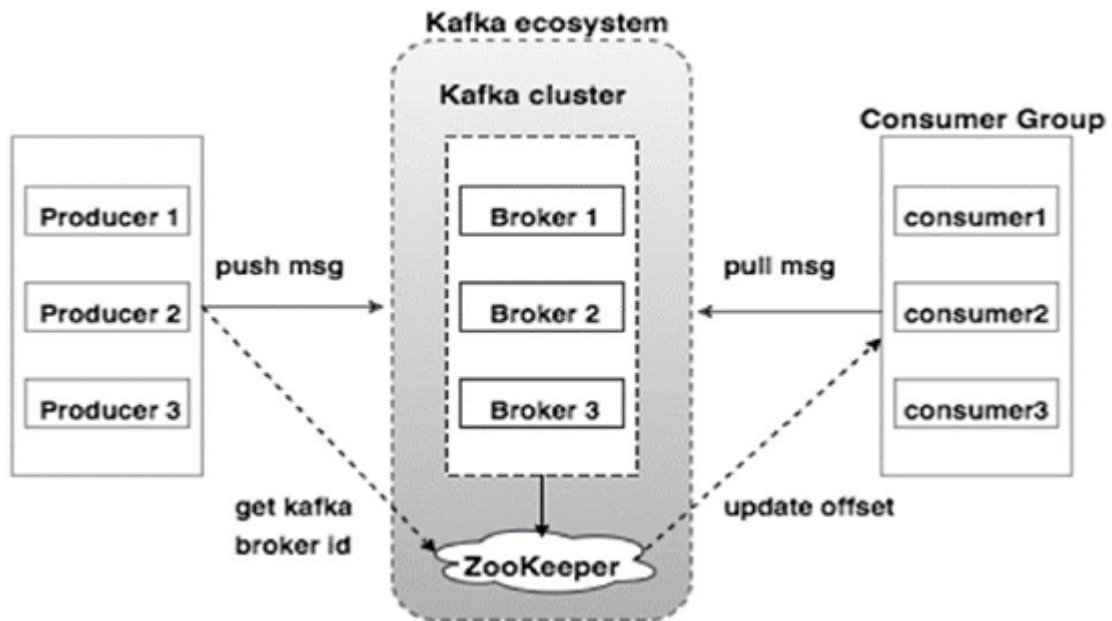 Kafka ecosystem
Kafka cluster
Producer 1
Producer 2
Producer 3
push msg
get kafka
broker id
Broker 1
Broker 2
Broker 3
ZooKeeper
pull msg
update offset
Consumer Group
consumer1
consumer2
consumer3